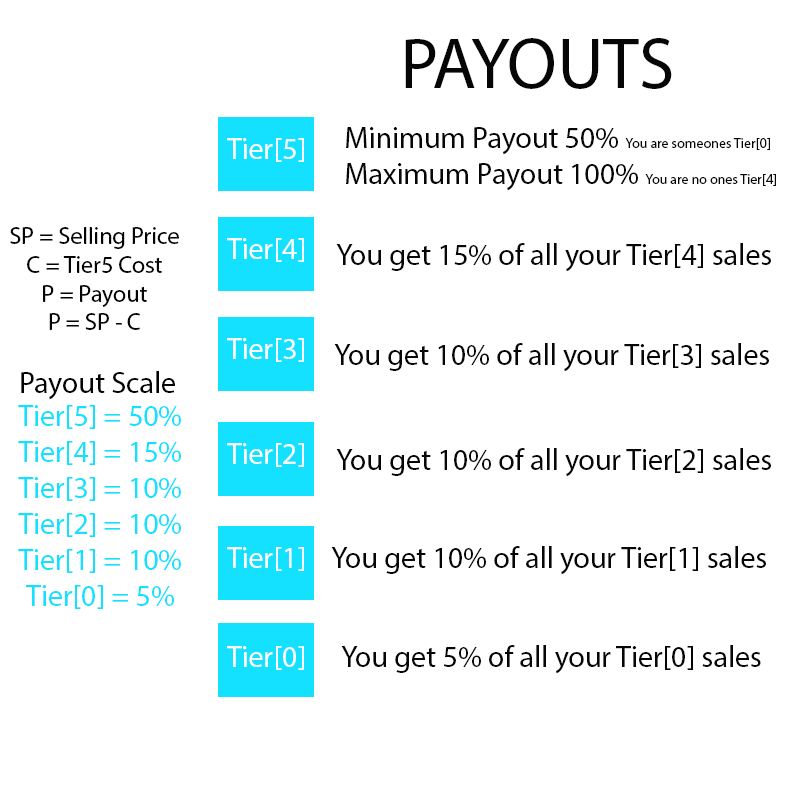 PAYOUTS
Tier[5]
Minimum Payout 50% You are someones Tier[0]
Maximum Payout 100% You are no ones Tier[4]
SP = Selling Price
C = Tier5 Cost
P = Payout
P = SP - C
Payout Scale
Tier[5] = 50%
Tier[4] = 15%
Tier[3] = 10%
Tier[2] = 10%
Tier[1] = 10%
Tier[0] = 5%
Tier[4]
You get 15% of all your Tier[4] sales
Tier[3]
You get 10% of all your Tier[3] sales
Tier[2]
You get 10% of all your Tier[2] sales
Tier[1]
You get 10% of all your Tier[1] sales
Tier[0]
You get 5% of all your Tier[0] sales